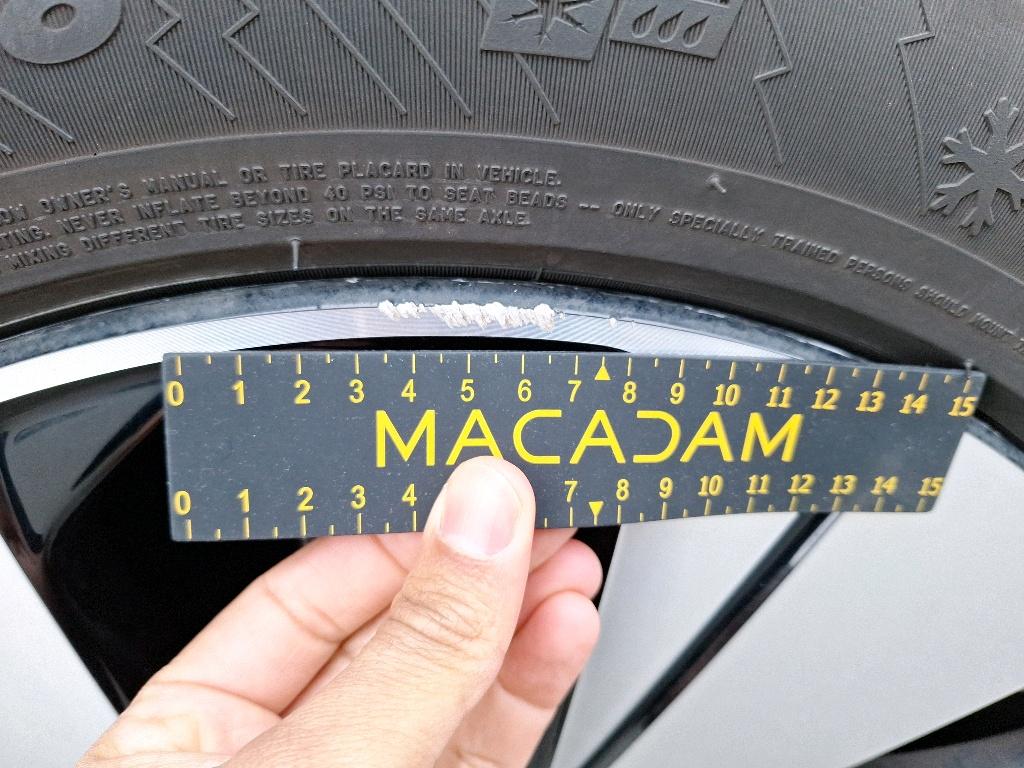 OWNER'S MANUAL OR TIRE PLACARD IN VEHICLE.
NEVER INFLATE BEYOND 40 PSI TO SEAT BEADS -- ONLY SPECIALLY TRAINED PERSONS SHOULD MOUNT
MIXING DIFFERENT TIRE SIZES ON THE SAME AXLE.
0 1 2 3 4 5 6 7 8 9 10 11 12 13 14 15
MACADAM
0 1 2 3 4 7 8 9 10 11 12 13 14 15